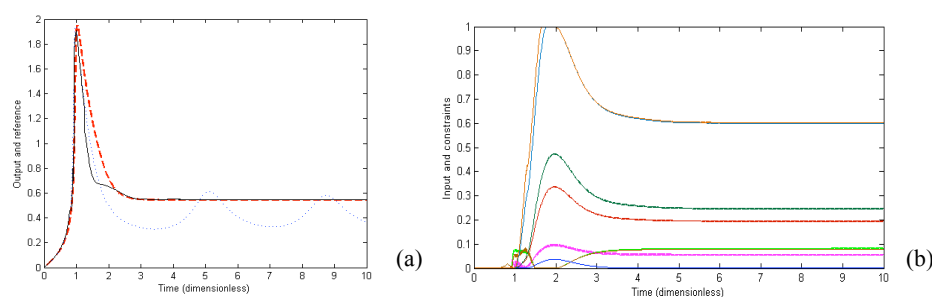 2
1.8
1.6
1.4
1.2
1
0.8
0.6
0.4
0.2
0
Output and reference
0 1 2 3 4 5 6 7 8 9 10
Time (dimensionless)
(a)
1
0.9
0.8
0.7
0.6
0.5
0.4
0.3
0.2
0.1
0
Input and constraints
0 1 2 3 4 5 6 7 8 9 10
Time (dimensionless)
(b)